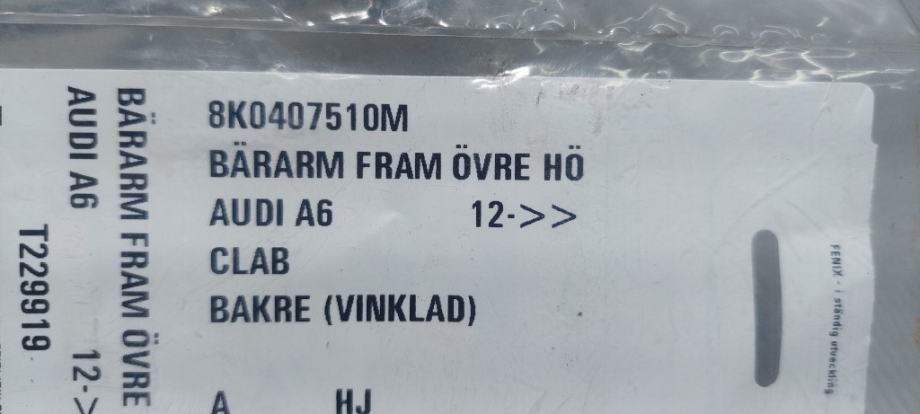 8K0407510M
BÄRARM FRAM ÖVRE HÖ
AUDI A6 12->>
CLAB
BAKRE (VINKLAD)
A HJ
BÄRARM FRAM ÖVRE
AUDI A6 12->
T229919
FENIX - i ständig utveckling